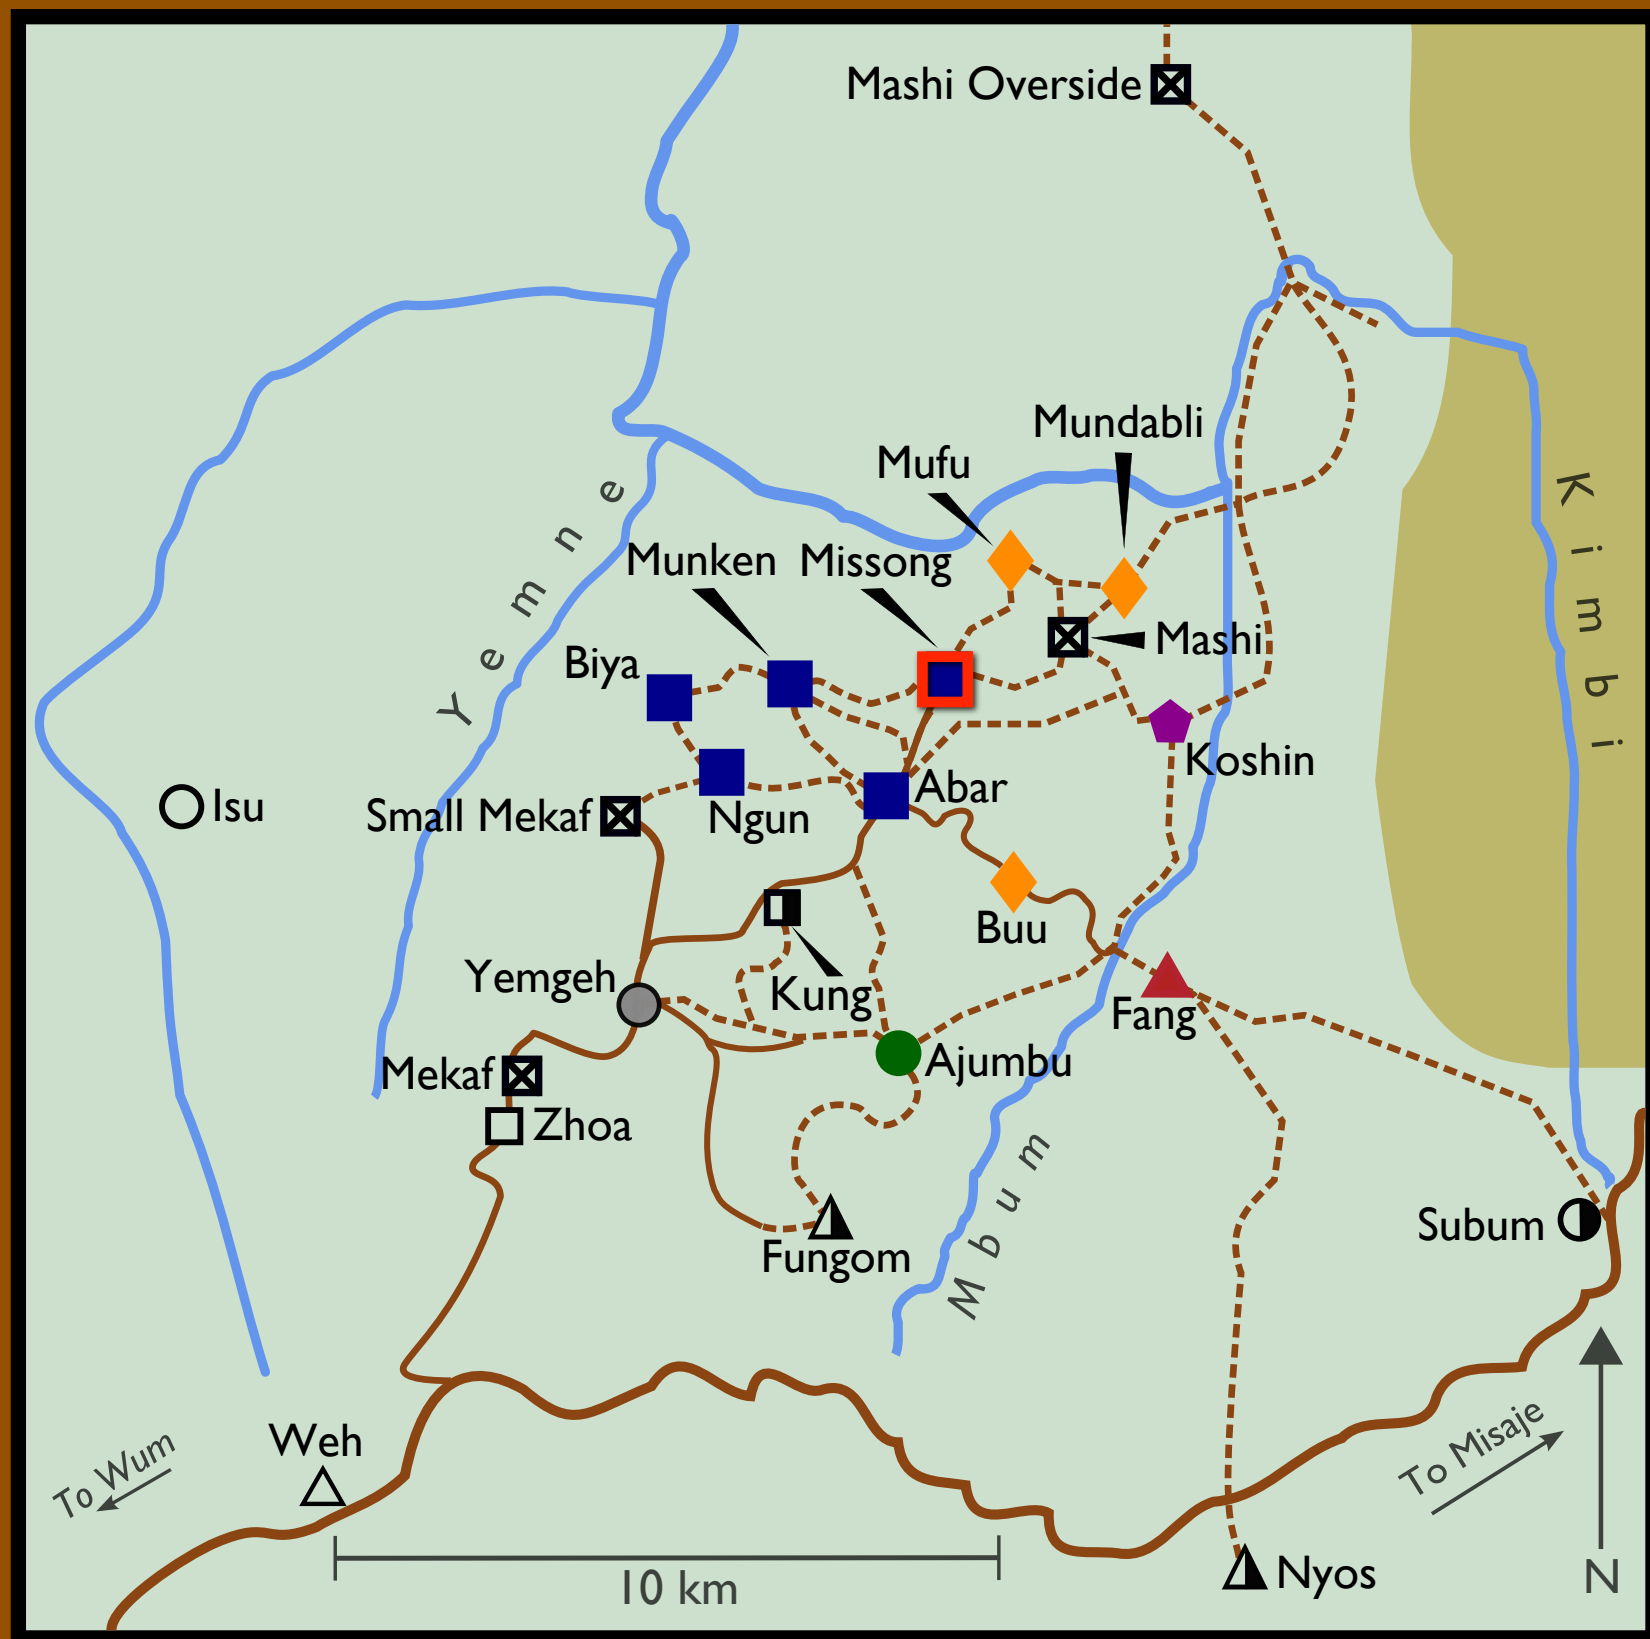 Mashi Overside
Mundabli
Mufu
Munken
Missong
Mashi
Biya
Yemne
Kimbi
Koshin
Isu
Small Mekaf
Ngun
Abar
Buu
Yemgeh
Kung
Fang
Mekaf
Ajumbu
Zhoa
Mbum
Subum
Fungom
Weh
To Wum
To Misaje
10 km
Nyos
N